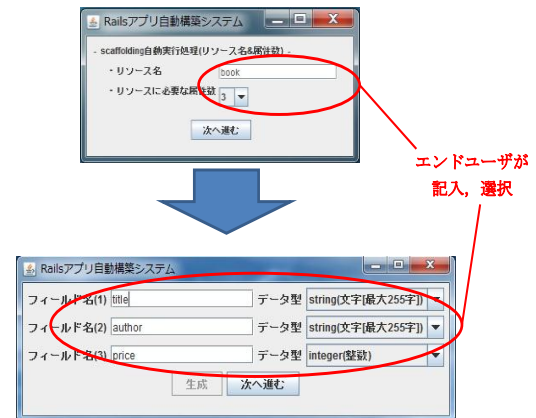 Railsアプリ自動構築システム
- scaffolding自動実行処理(リソース名&属性数) -
・リソース名 book
・リソースに必要な属性数 3
次へ進む
エンドユーザが
記入，選択
Railsアプリ自動構築システム
フィールド名(1) title データ型 string(文字[最大255字])
フィールド名(2) author データ型 string(文字[最大255字])
フィールド名(3) price データ型 integer(整数)
生成 次へ進む